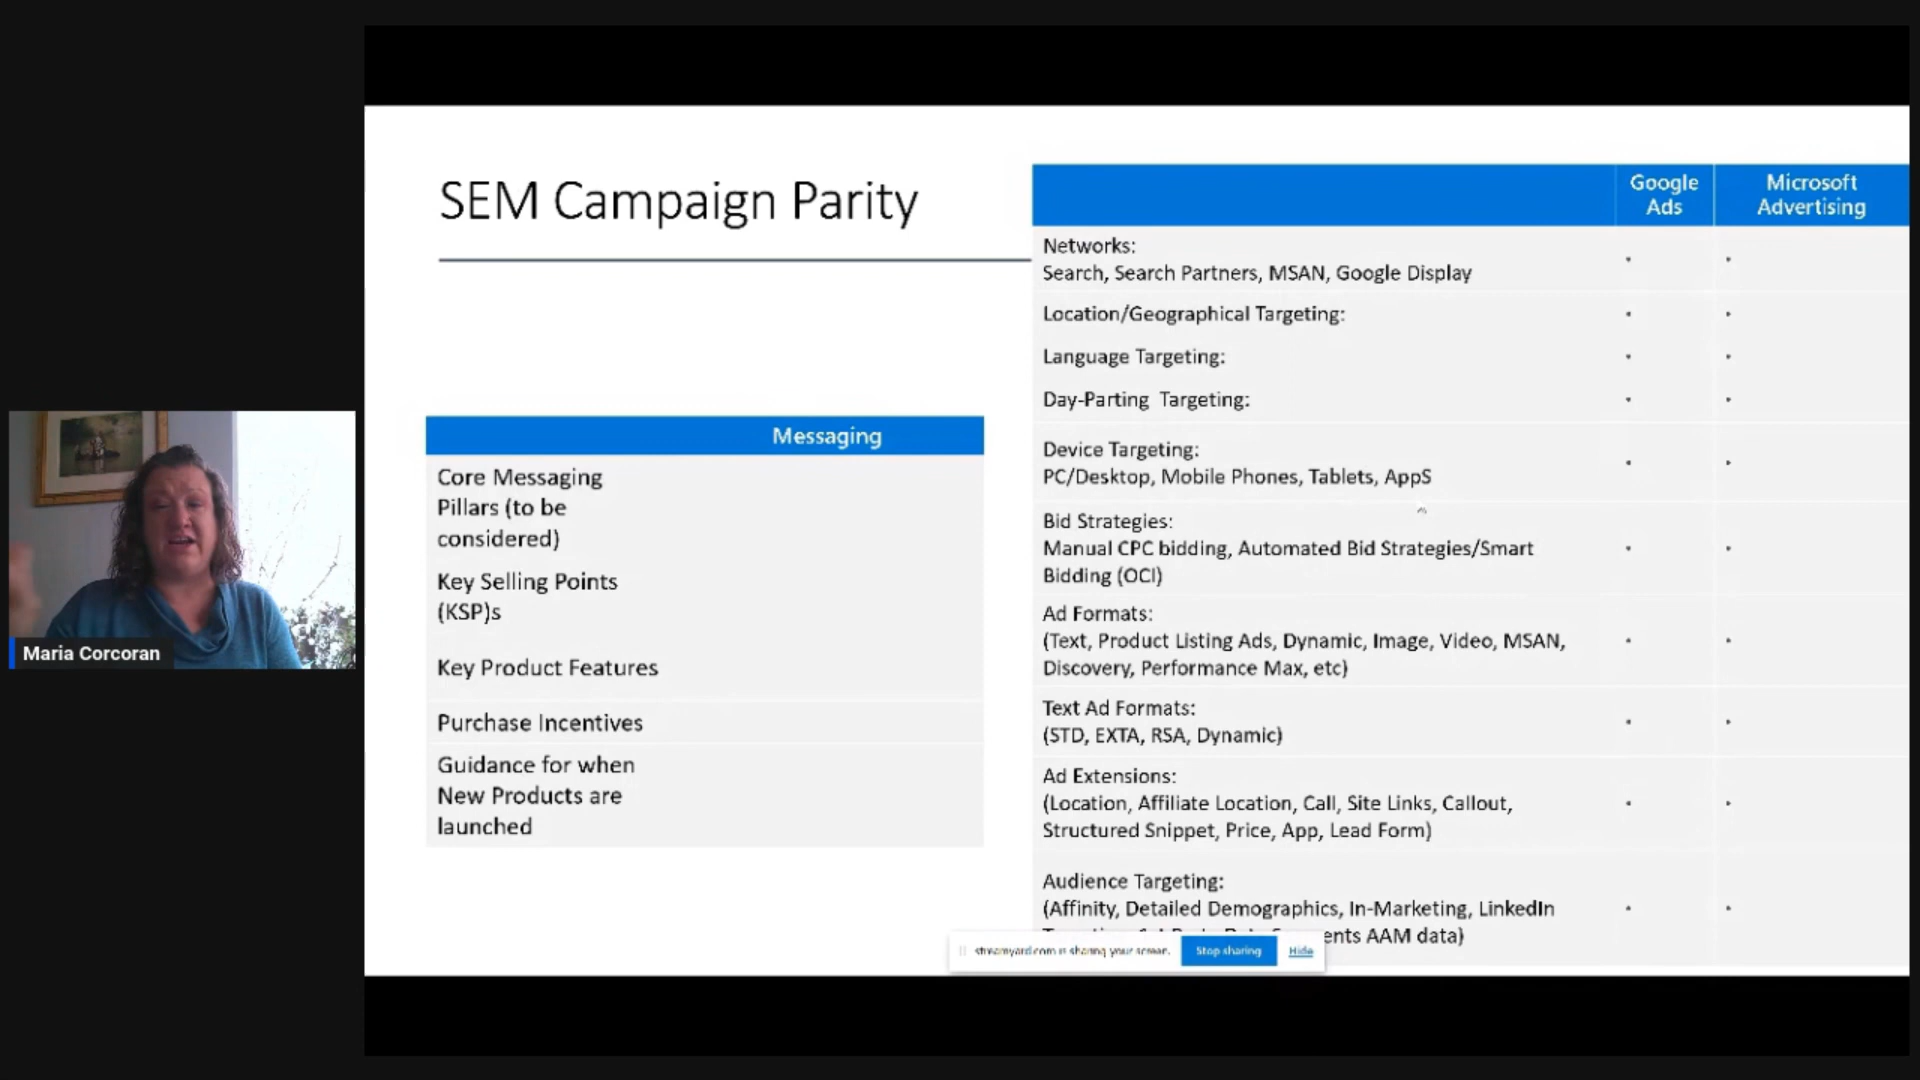 SEM Campaign Parity
Messaging
Core Messaging
Pillars (to be
considered)
Key Selling Points
(KSP)s
Key Product Features
Purchase Incentives
Guidance for when
New Products are
launched
Google
Ads
Microsoft
Advertising
Networks:
Search, Search Partners, MSAN, Google Display
Location/Geographical Targeting:
Language Targeting:
Day-Parting Targeting:
Device Targeting:
PC/Desktop, Mobile Phones, Tablets, AppS
Bid Strategies:
Manual CPC bidding, Automated Bid Strategies/Smart
Bidding (OCI)
Ad Formats:
(Text, Product Listing Ads, Dynamic, Image, Video, MSAN,
Discovery, Performance Max, etc)
Text Ad Formats:
(STD, EXTA, RSA, Dynamic)
Ad Extensions:
(Location, Affiliate Location, Call, Site Links, Callout,
Structured Snippet, Price, App, Lead Form)
Audience Targeting:
(Affinity, Detailed Demographics, In-Marketing, LinkedIn
AAM data)
streamyard.com is sharing your screen. Stop sharing Hide
Maria Corcoran